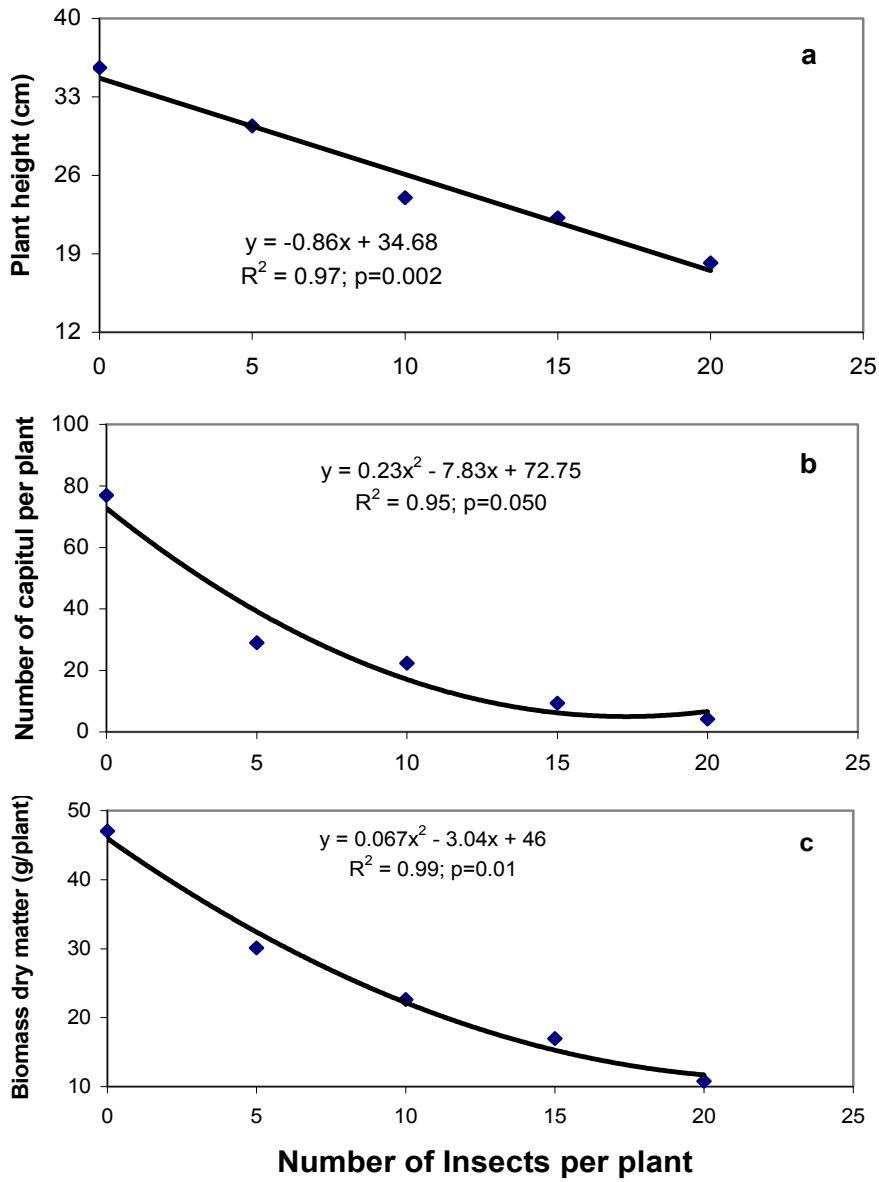 a
Plant height (cm)
40
33
26
19
12
y = -0.86x + 34.68
R² = 0.97; p=0.002
0 5 10 15 20 25
b
Number of capitul per plant
100
80
60
40
20
0
y = 0.23x² - 7.83x + 72.75
R² = 0.95; p=0.050
0 5 10 15 20 25
c
Biomass dry matter (g/plant)
50
40
30
20
10
y = 0.067x² - 3.04x + 46
R² = 0.99; p=0.01
0 5 10 15 20 25
Number of Insects per plant